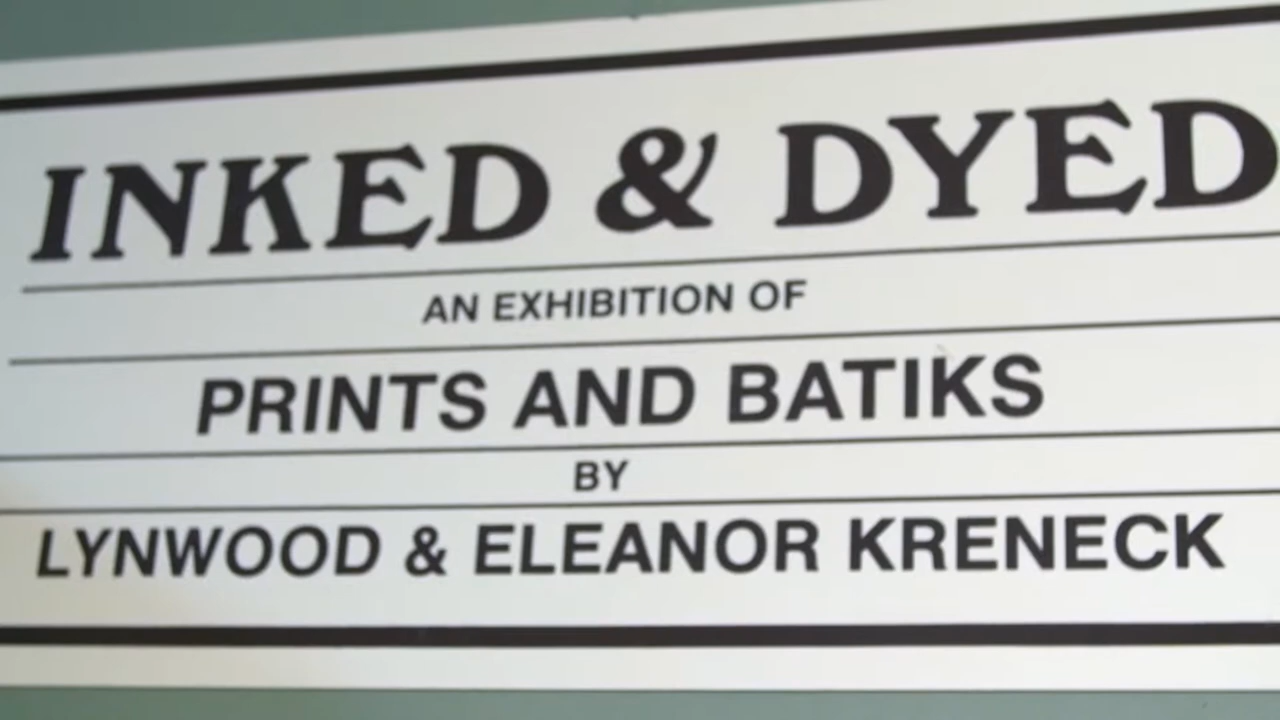 INKED & DYED
AN EXHIBITION OF
PRINTS AND BATIKS
BY
LYNWOOD & ELEANOR KRENECK